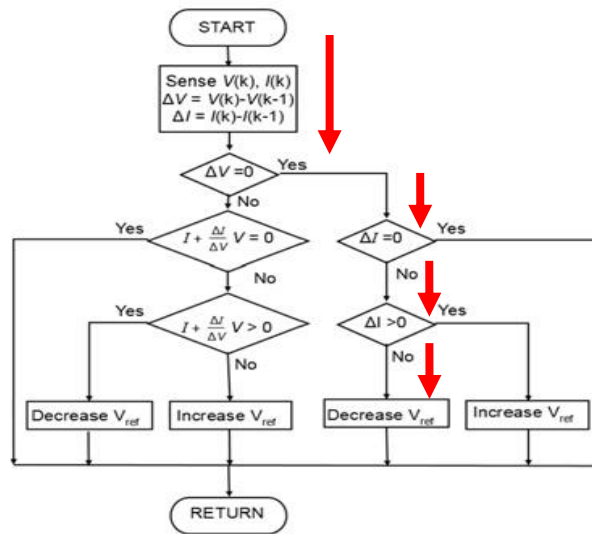 START
Sense V(k), I(k)
ΔV = V(k)-V(k-1)
ΔI = I(k)-I(k-1)
ΔV =0
Yes
No
Yes
I + ΔI/ΔV V = 0
ΔI=0
Yes
No
No
Yes
I + ΔI/ΔV V > 0
ΔI >0
Yes
No
No
Decrease Vref
Increase Vref
Decrease Vref
Increase Vref
RETURN